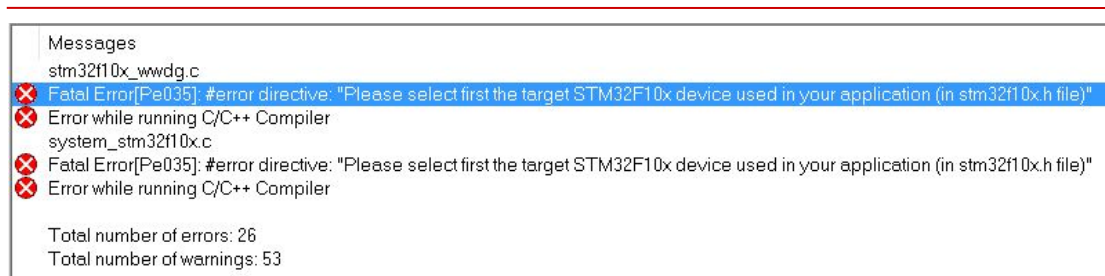 Messages
stm32f10x_wwdg.c
Fatal Error[Pe035]: #error directive: "Please select first the target STM32F10x device used in your application (in stm32f10x.h file)"
Error while running C/C++ Compiler
system_stm32f10x.c
Fatal Error[Pe035]: #error directive: "Please select first the target STM32F10x device used in your application (in stm32f10x.h file)"
Error while running C/C++ Compiler
Total number of errors: 26
Total number of warnings: 53